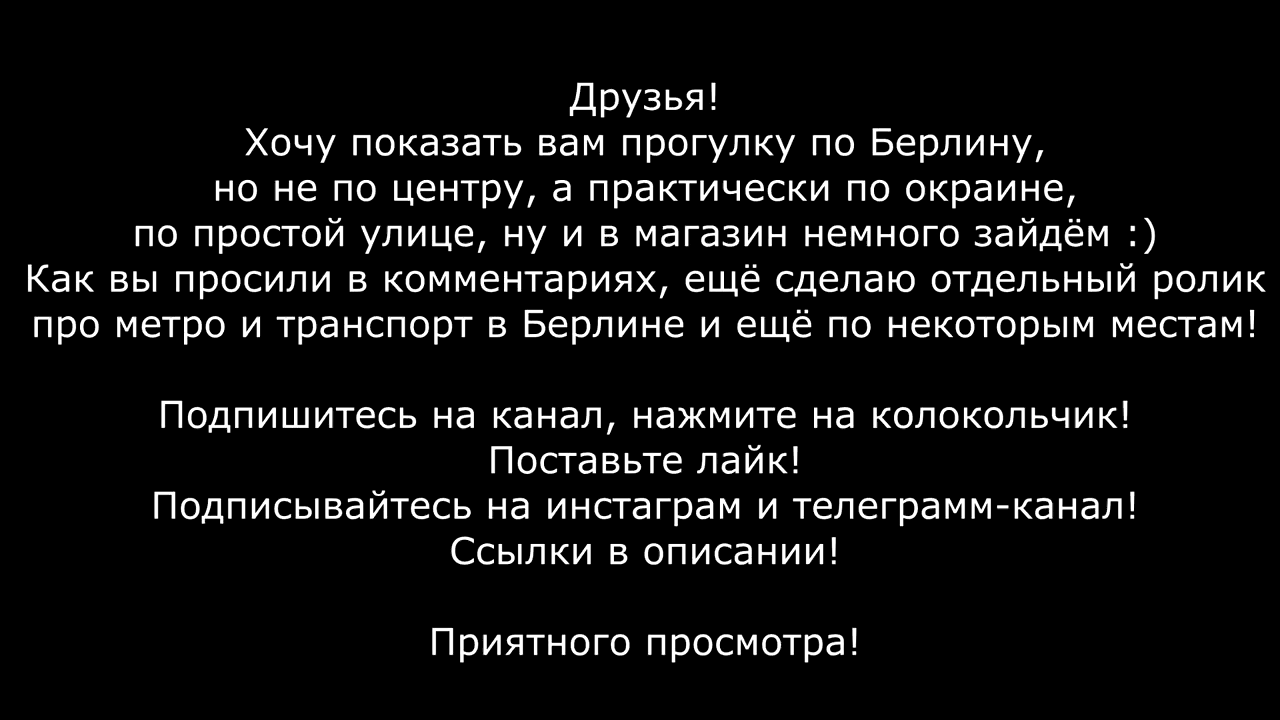 Друзья!
Хочу показать вам прогулку по Берлину,
но не по центру, а практически по окраине,
по простой улице, ну и в магазин немного зайдём :)
Как вы просили в комментариях, ещё сделаю отдельный ролик
про метро и транспорт в Берлине и ещё по некоторым местам!
Подпишитесь на канал, нажмите на колокольчик!
Поставьте лайк!
Подписывайтесь на инстаграм и телеграмм-канал!
Ссылки в описании!
Приятного просмотра!